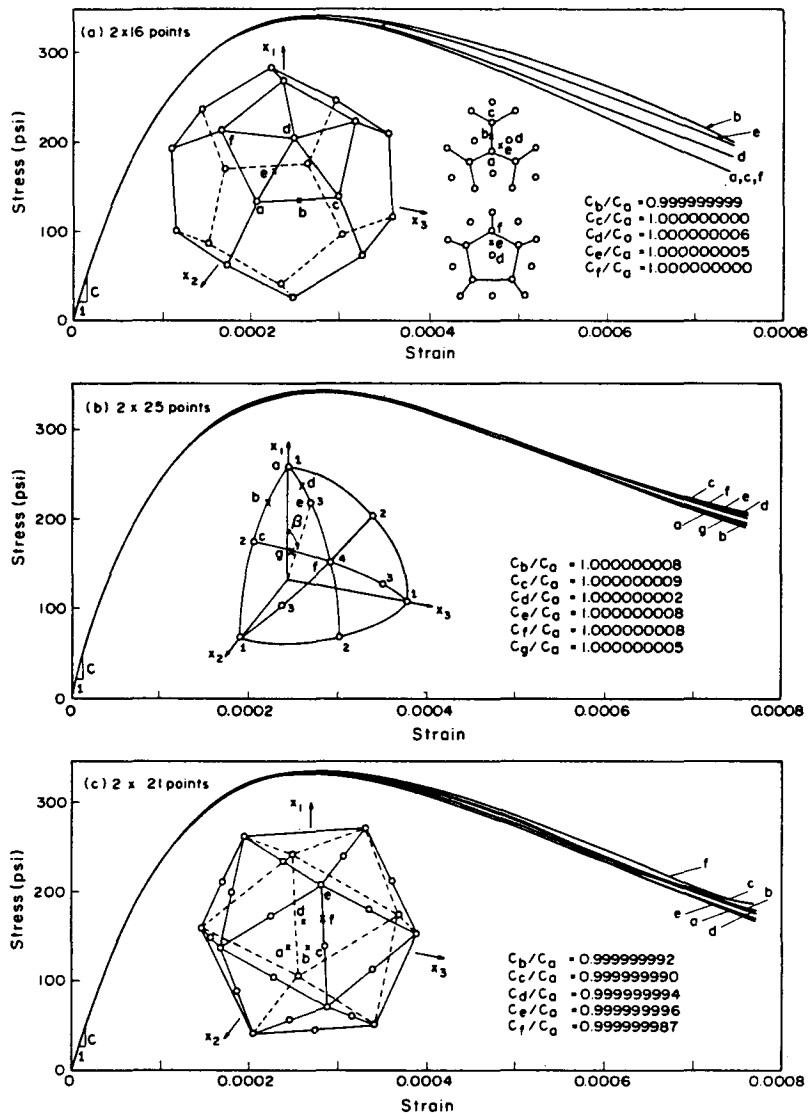 (a) 2x16 points
Stress (psi)
300
200
100
0
x1
x2
x3
a
b
c
d
e
f
C
1
c
b
d
e
a
f
e
d
b
e
d
a,c,f
Cb/Ca = 0.999999999
Cc/Ca = 1.000000000
Cd/Ca = 1.000000006
Ce/Ca = 1.000000005
Cf/Ca = 1.000000000
0 0.0002 0.0004 0.0006 0.0008
Strain
(b) 2 x 25 points
Stress (psi)
300
200
100
0
x1
a 1
b
d
e 3
β
2
2 c
g
f 4
3
3
1
x3
x2
1
2
C
1
c
f
e
d
a
g
b
Cb/Ca = 1.000000008
Cc/Ca = 1.000000009
Cd/Ca = 1.000000002
Ce/Ca = 1.000000008
Cf/Ca = 1.000000008
Cg/Ca = 1.000000005
0 0.0002 0.0004 0.0006 0.0008
Strain
(c) 2 x 21 points
Stress (psi)
300
200
100
0
x1
e
d
f
a
b
c
x3
x2
C
1
f
c
b
e
a
d
Cb/Ca = 0.999999992
Cc/Ca = 0.999999990
Cd/Ca = 0.999999994
Ce/Ca = 0.999999996
Cf/Ca = 0.999999987
0 0.0002 0.0004 0.0006 0.0008
Strain